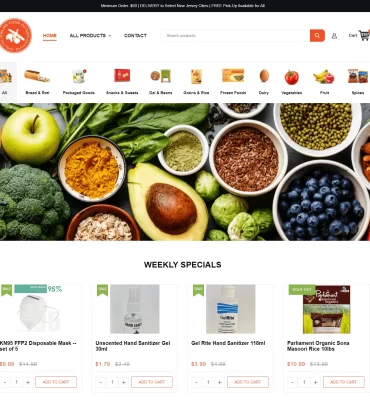 Minimum Order: $50 | DELIVERY to Select New Jersey Cities | FREE Pick-Up Available for All
HOME
ALL PRODUCTS
CONTACT
Search products
Cart
All
Bread & Roti
Packaged Goods
Snacks & Sweets
Dal & Beans
Grains & Rice
Frozen Foods
Dairy
Vegetables
Fruit
Spices
WEEKLY SPECIALS
SALE
95%
SALE
SALE
SOLD OUT
Parliament
KN95 FFP2 Disposable Mask --
set of 5
Unscented Hand Sanitizer Gel
30ml
Gel Rite Hand Sanitizer 118ml
Parliament Organic Sona
Masoori Rice 10lbs
$9.99 $14.99
$1.79 $2.49
$3.99 $4.99
$10.99 $13.99
- 1 + ADD TO CART
- 1 + ADD TO CART
- 1 + ADD TO CART
- 1 + ADD TO CART